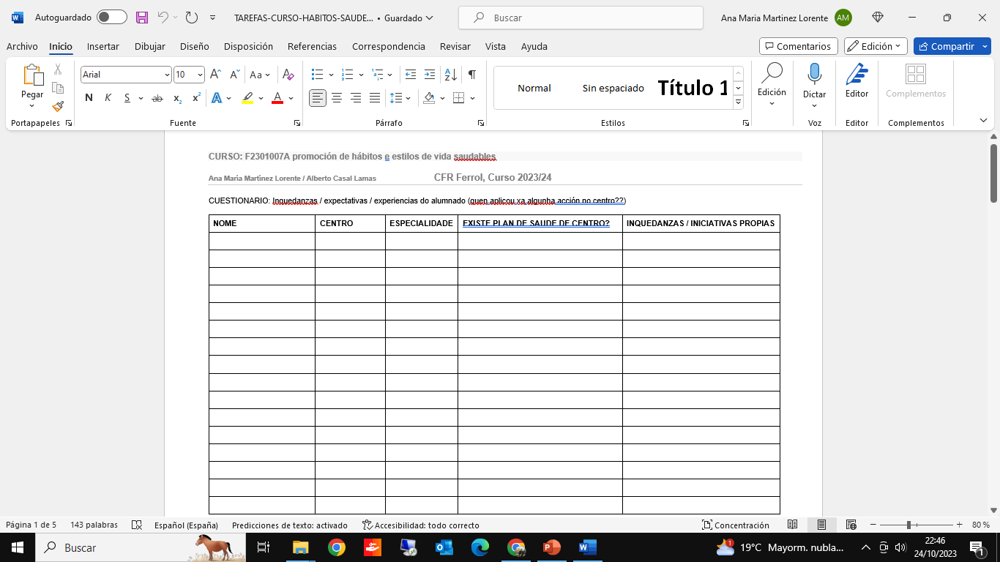 Autoguardado
TAREFAS-CURSO-HABITOS-SAUDE... • Guardado
Buscar
Ana Maria Martinez Lorente
AM
Archivo Inicio Insertar Dibujar Diseño Disposición Referencias Correspondencia Revisar Vista Ayuda
Comentarios Edición Compartir
Pegar
Arial 10
Aa
N K S ab x₂ x² A A
Normal Sin espaciado Título 1
Edición Dictar Editor Complementos
Portapapeles Fuente Párrafo Estilos Voz Editor Complementos
CURSO: F2301007A promoción de hábitos e estilos de vida saudables
Ana María Martínez Lorente / Alberto Casal Lamas CFR Ferrol, Curso 2023/24
CUESTIONARIO: Inquedanzas / expectativas / experiencias do alumnado (quen aplicou xa algunha acción no centro??)
NOME CENTRO ESPECIALIDADE EXISTE PLAN DE SAUDE DE CENTRO? INQUEDANZAS / INICIATIVAS PROPIAS
Página 1 de 5 143 palabras Español (España) Predicciones de texto: activado Accesibilidad: todo correcto Concentración 80 %
Buscar
19°C Mayorm. nubla...
22:46
24/10/2023
1